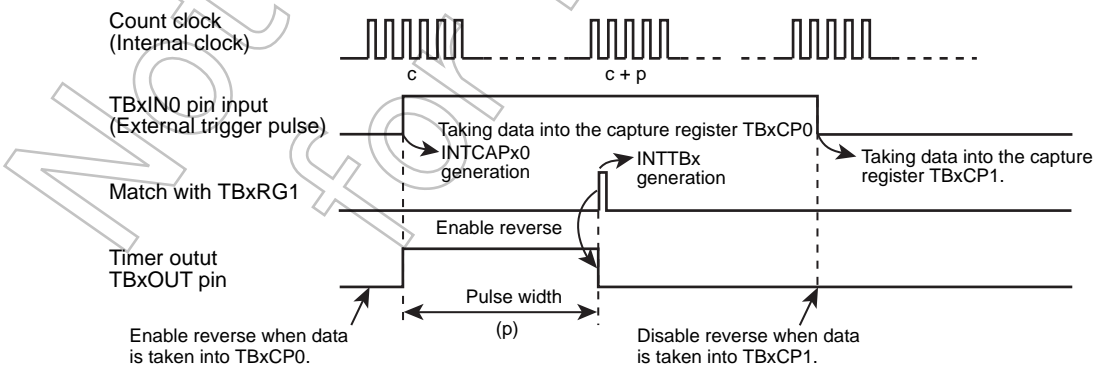 Count clock
(Internal clock)
c
c + p
TBxIN0 pin input
(External trigger pulse)
Taking data into the capture register TBxCP0
INTCAPx0
generation
INTTBx
generation
Taking data into the capture
register TBxCP1.
Match with TBxRG1
Enable reverse
Timer outut
TBxOUT pin
Pulse width
(p)
Enable reverse when data
is taken into TBxCP0.
Disable reverse when data
is taken into TBxCP1.
Not
for